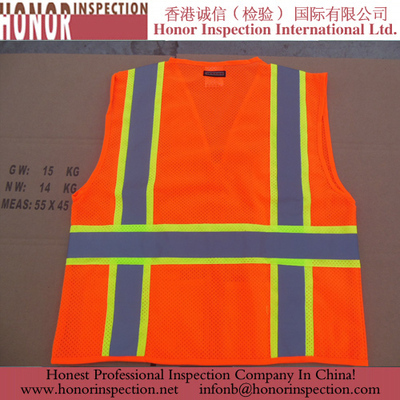 HONOR INSPECTION
香港诚信（检验）国际有限公司
Honor Inspection International Ltd.
GW: 15 KG
NW: 14 KG
MEAS: 55 X 45
Honest Professional Inspection Company In China!
www.honorinspection.net infonb@honorinspection.com